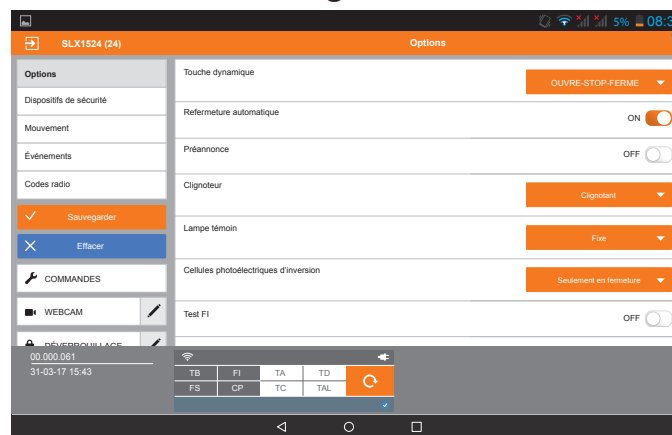 5% 08:3
SLX1524 (24)
Options
Options
Dispositifs de sécurité
Mouvement
Événements
Codes radio
Sauvegarder
Effacer
COMMANDES
WEBCAM
DÉVERROUILLAGE
Touche dynamique
OUVRE-STOP-FERME
Refermeture automatique
ON
Préannonce
OFF
Clignoteur
Clignotant
Lampe témoin
Fixe
Cellules photoélectriques d'inversion
Seulement en fermeture
Test FI
OFF
00.000.061
31-03-17 15:43
TB FI TA TD
FS CP TC TAL